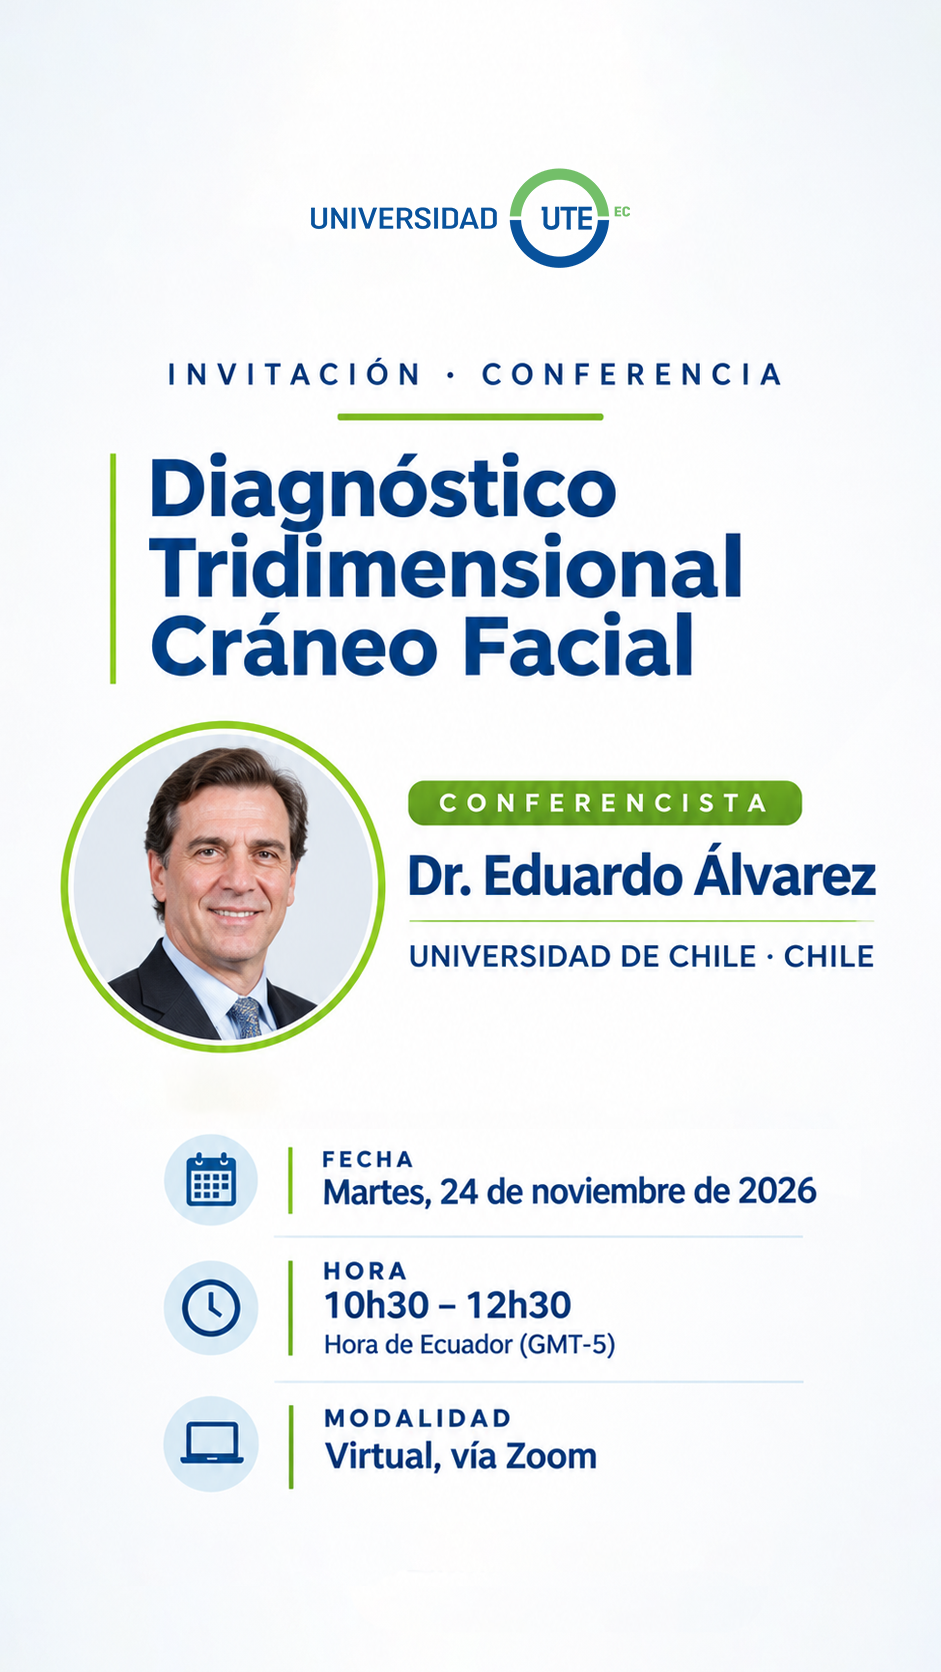 UNIVERSIDAD UTE EC
INVITACIÓN · CONFERENCIA
Diagnóstico
Tridimensional
Cráneo Facial
CONFERENCISTA
Dr. Eduardo Álvarez
UNIVERSIDAD DE CHILE · CHILE
FECHA
Martes, 24 de noviembre de 2026
HORA
10h30 – 12h30
Hora de Ecuador (GMT-5)
MODALIDAD
Virtual, vía Zoom